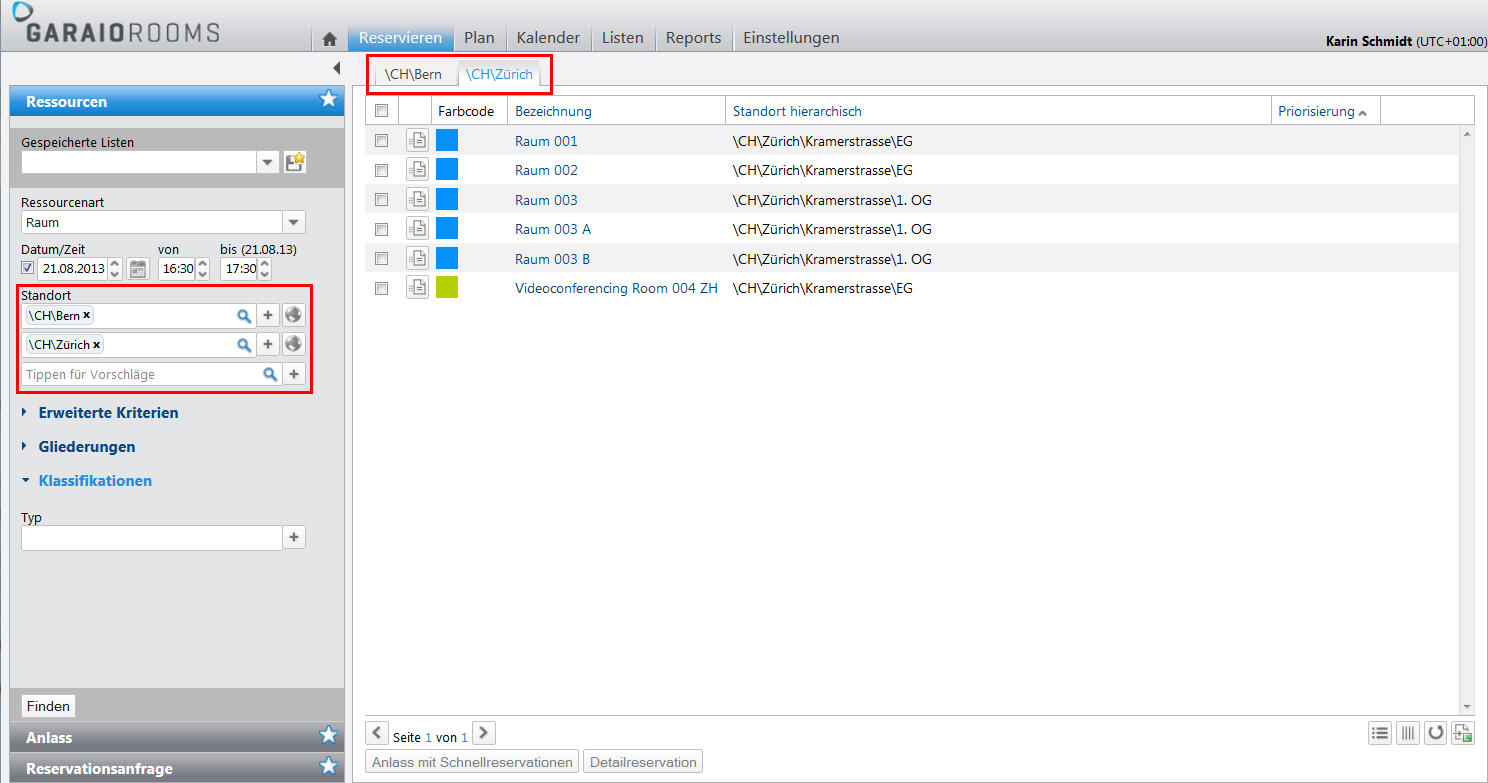 GARAIOROOMS
Reservieren Plan Kalender Listen Reports Einstellungen
Karin Schmidt (UTC+01:00)
\CH\Bern \CH\Zürich
Ressourcen
Gespeicherte Listen
Ressourcenart
Raum
Datum/Zeit von bis (21.08.13)
21.08.2013 16:30 17:30
Standort
\CH\Bern x
\CH\Zürich x
Tippen für Vorschläge
Erweiterte Kriterien
Gliederungen
Klassifikationen
Typ
Finden
Anlass
Reservationsanfrage
Farbcode Bezeichnung Standort hierarchisch Priorisierung
Raum 001 \CH\Zürich\Kramerstrasse\EG
Raum 002 \CH\Zürich\Kramerstrasse\EG
Raum 003 \CH\Zürich\Kramerstrasse\1. OG
Raum 003 A \CH\Zürich\Kramerstrasse\1. OG
Raum 003 B \CH\Zürich\Kramerstrasse\1. OG
Videoconferencing Room 004 ZH \CH\Zürich\Kramerstrasse\EG
Seite 1 von 1
Anlass mit Schnellreservationen Detailreservation